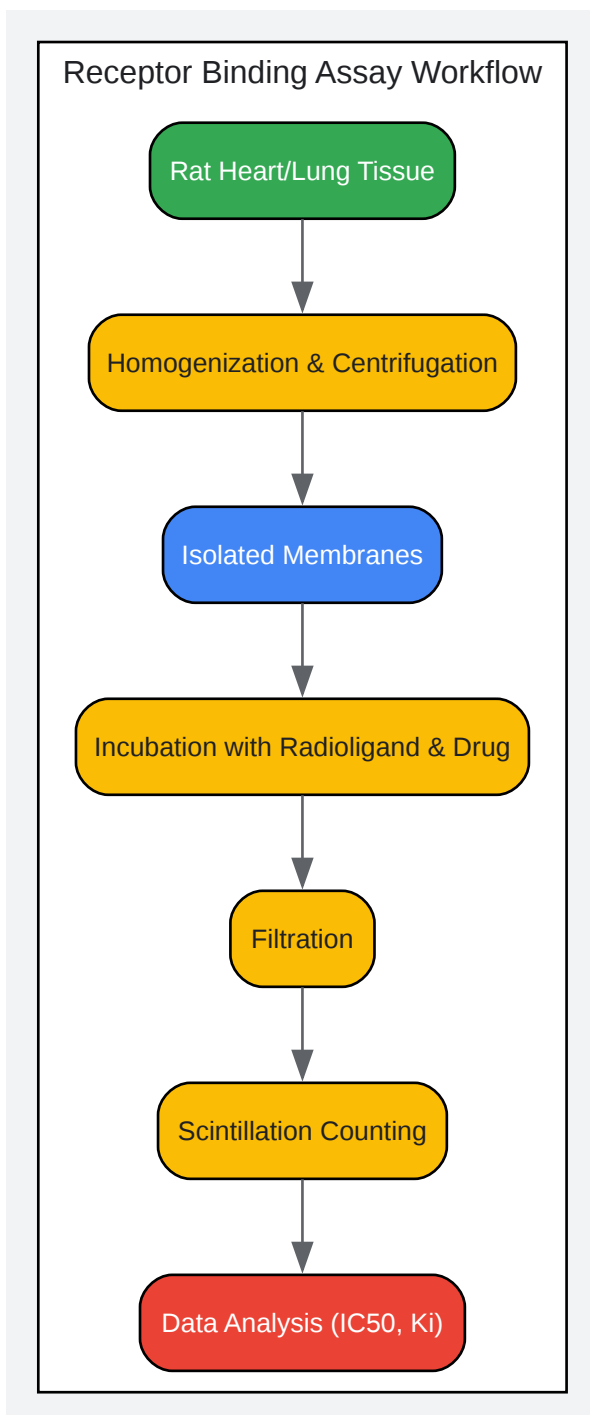 Receptor Binding Assay Workflow
Rat Heart/Lung Tissue
Homogenization & Centrifugation
Isolated Membranes
Incubation with Radioligand & Drug
Filtration
Scintillation Counting
Data Analysis (IC50, Ki)